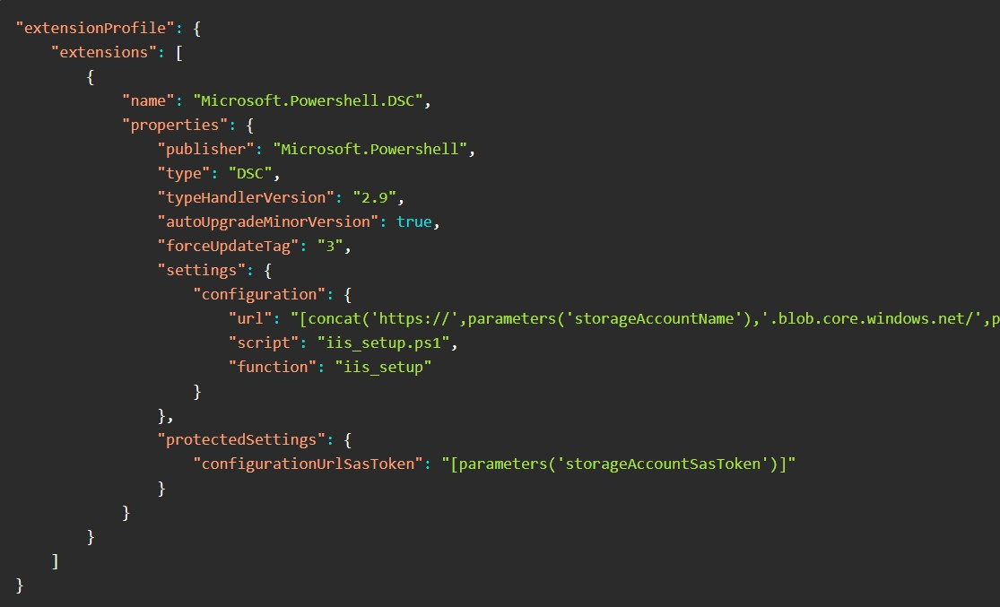 "extensionProfile": {
    "extensions": [
        {
            "name": "Microsoft.Powershell.DSC",
            "properties": {
                "publisher": "Microsoft.Powershell",
                "type": "DSC",
                "typeHandlerVersion": "2.9",
                "autoUpgradeMinorVersion": true,
                "forceUpdateTag": "3",
                "settings": {
                    "configuration": {
                        "url": "[concat('https://',parameters('storageAccountName'),'.blob.core.windows.net/',p
                        "script": "iis_setup.ps1",
                        "function": "iis_setup"
                    }
                },
                "protectedSettings": {
                    "configurationUrlSasToken": "[parameters('storageAccountSasToken')]"
                }
            }
        }
    ]
}